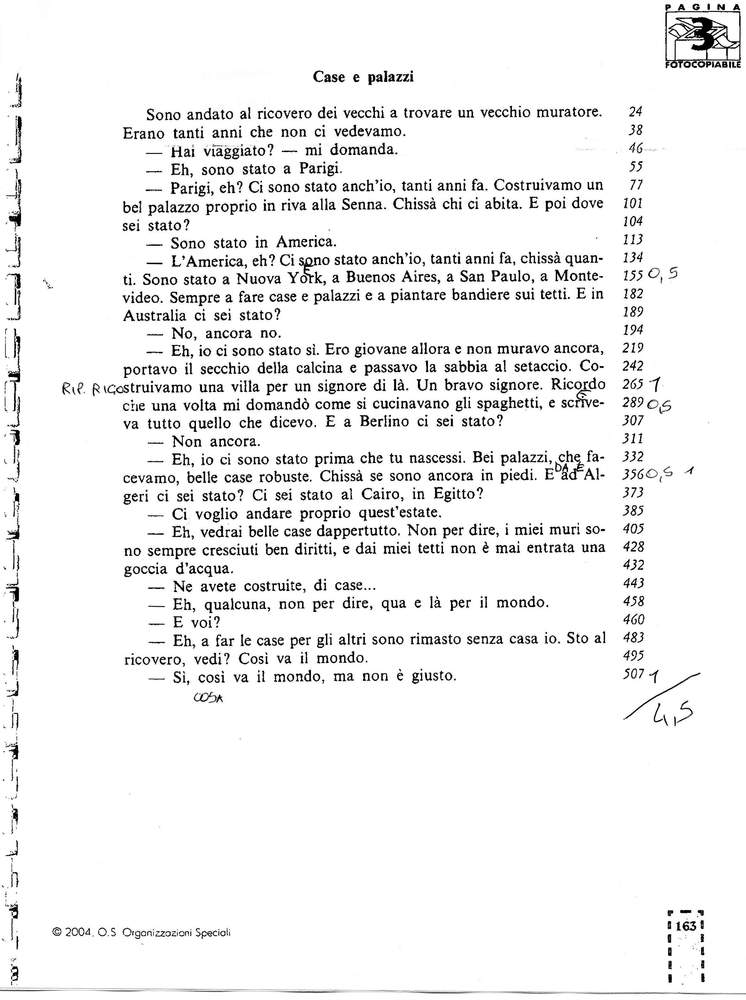 PAGINA
3
FOTOCOPIABILE
Case e palazzi
Sono andato al ricovero dei vecchi a trovare un vecchio muratore. 24
Erano tanti anni che non ci vedevamo. 38
— Hai viaggiato? — mi domanda. 46
— Eh, sono stato a Parigi. 55
— Parigi, eh? Ci sono stato anch'io, tanti anni fa. Costruivamo un 77
bel palazzo proprio in riva alla Senna. Chissà chi ci abita. E poi dove 101
sei stato? 104
— Sono stato in America. 113
— L'America, eh? Ci sono stato anch'io, tanti anni fa, chissà quan- 134
E
ti. Sono stato a Nuova York, a Buenos Aires, a San Paulo, a Monte- 155 0,5
video. Sempre a fare case e palazzi e a piantare bandiere sui tetti. E in 182
Australia ci sei stato? 189
— No, ancora no. 194
— Eh, io ci sono stato sì. Ero giovane allora e non muravo ancora, 219
portavo il secchio della calcina e passavo la sabbia al setaccio. Co- 242
RIP. RICostruivamo una villa per un signore di là. Un bravo signore. Ricordo 265 1
che una volta mi domandò come si cucinavano gli spaghetti, e scrive- 289 0,5
va tutto quello che dicevo. E a Berlino ci sei stato? 307
— Non ancora. 311
— Eh, io ci sono stato prima che tu nascessi. Bei palazzi, che fa- 332
DA E
cevamo, belle case robuste. Chissà se sono ancora in piedi. E ad Al- 356 0,5 1
geri ci sei stato? Ci sei stato al Cairo, in Egitto? 373
— Ci voglio andare proprio quest'estate. 385
— Eh, vedrai belle case dappertutto. Non per dire, i miei muri so- 405
no sempre cresciuti ben diritti, e dai miei tetti non è mai entrata una 428
goccia d'acqua. 432
— Ne avete costruite, di case... 443
— Eh, qualcuna, non per dire, qua e là per il mondo. 458
— E voi? 460
— Eh, a far le case per gli altri sono rimasto senza casa io. Sto al 483
ricovero, vedi? Così va il mondo. 495
— Sì, così va il mondo, ma non è giusto. 507 1
COSA
4,5
© 2004, O.S Organizzazioni Speciali
163